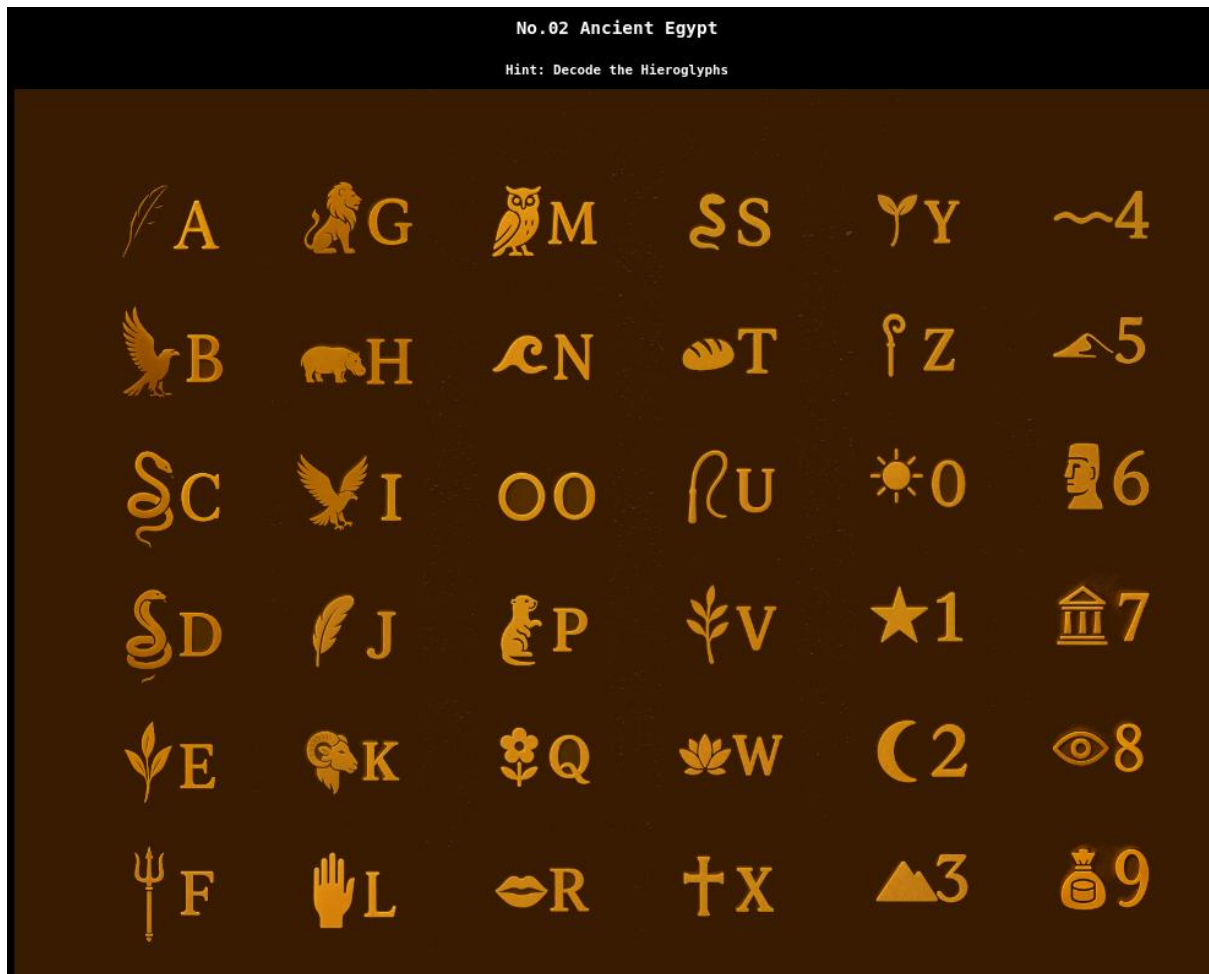 No.02 Ancient Egypt
Hint: Decode the Hieroglyphs
A G M S Y 4
B H N T Z 5
C I O U 0 6
D J P V 1 7
E K Q W 2 8
F L R X 3 9